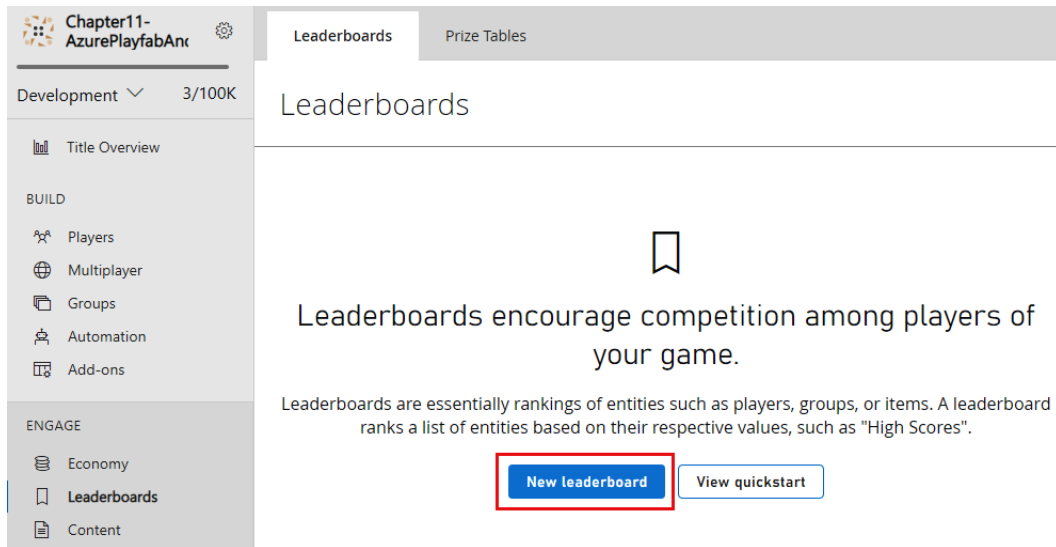 Chapter11-
AzurePlayfabAnc
Development 3/100K
Title Overview
BUILD
Players
Multiplayer
Groups
Automation
Add-ons
ENGAGE
Economy
Leaderboards
Content
Leaderboards Prize Tables
Leaderboards
Leaderboards encourage competition among players of
your game.
Leaderboards are essentially rankings of entities such as players, groups, or items. A leaderboard
ranks a list of entities based on their respective values, such as "High Scores".
New leaderboard View quickstart